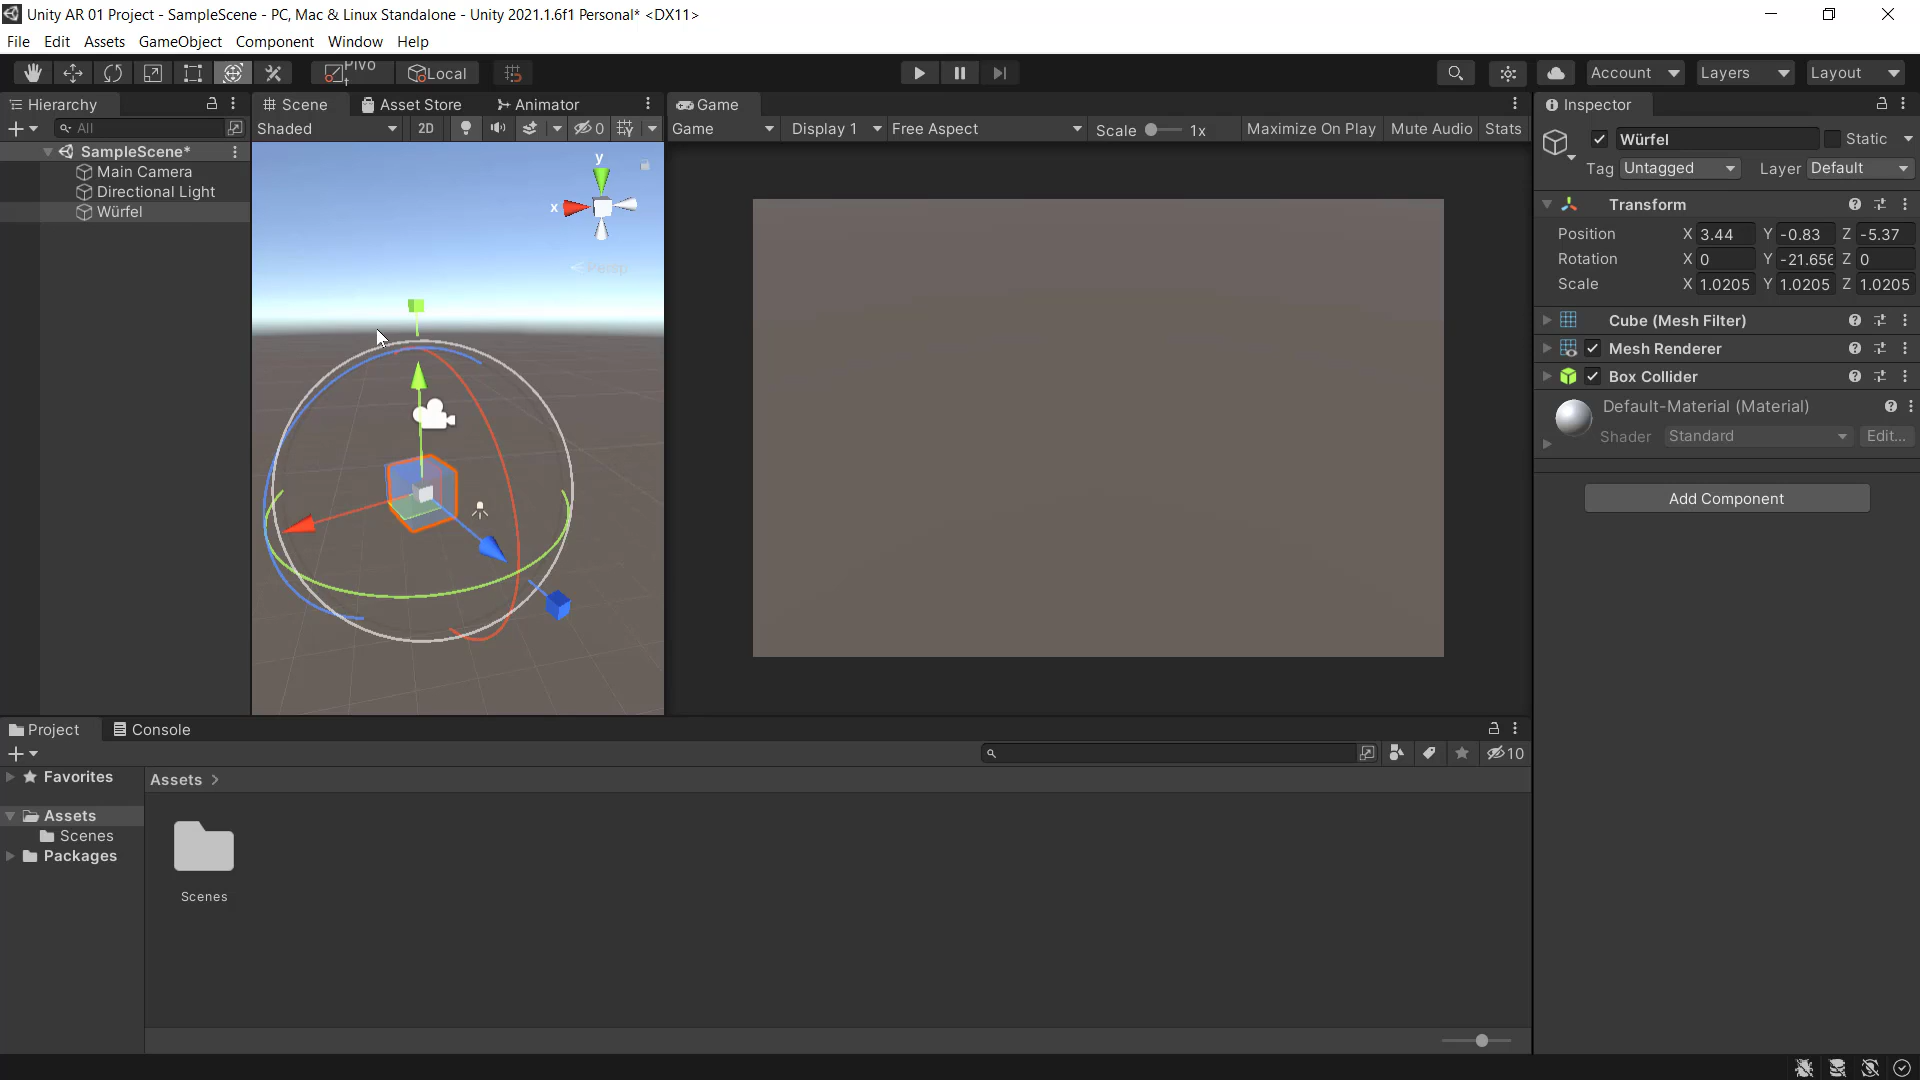 Unity AR 01 Project - SampleScene - PC, Mac & Linux Standalone - Unity 2021.1.6f1 Personal* <DX11>
File Edit Assets GameObject Component Window Help
Pivot Local Account Layers Layout
Hierarchy Scene Asset Store Animator Game Inspector
All Shaded 2D 0 Game Display 1 Free Aspect Scale 1x Maximize On Play Mute Audio Stats
Würfel Static
Tag Untagged Layer Default
SampleScene*
Main Camera
Directional Light
Würfel
y
x
Persp
Transform
Position X 3.44 Y -0.83 Z -5.37
Rotation X 0 Y -21.656 Z 0
Scale X 1.0205 Y 1.0205 Z 1.0205
Cube (Mesh Filter)
Mesh Renderer
Box Collider
Default-Material (Material)
Shader Standard Edit...
Add Component
Project Console
10
Favorites
Assets
Scenes
Packages
Assets >
Scenes